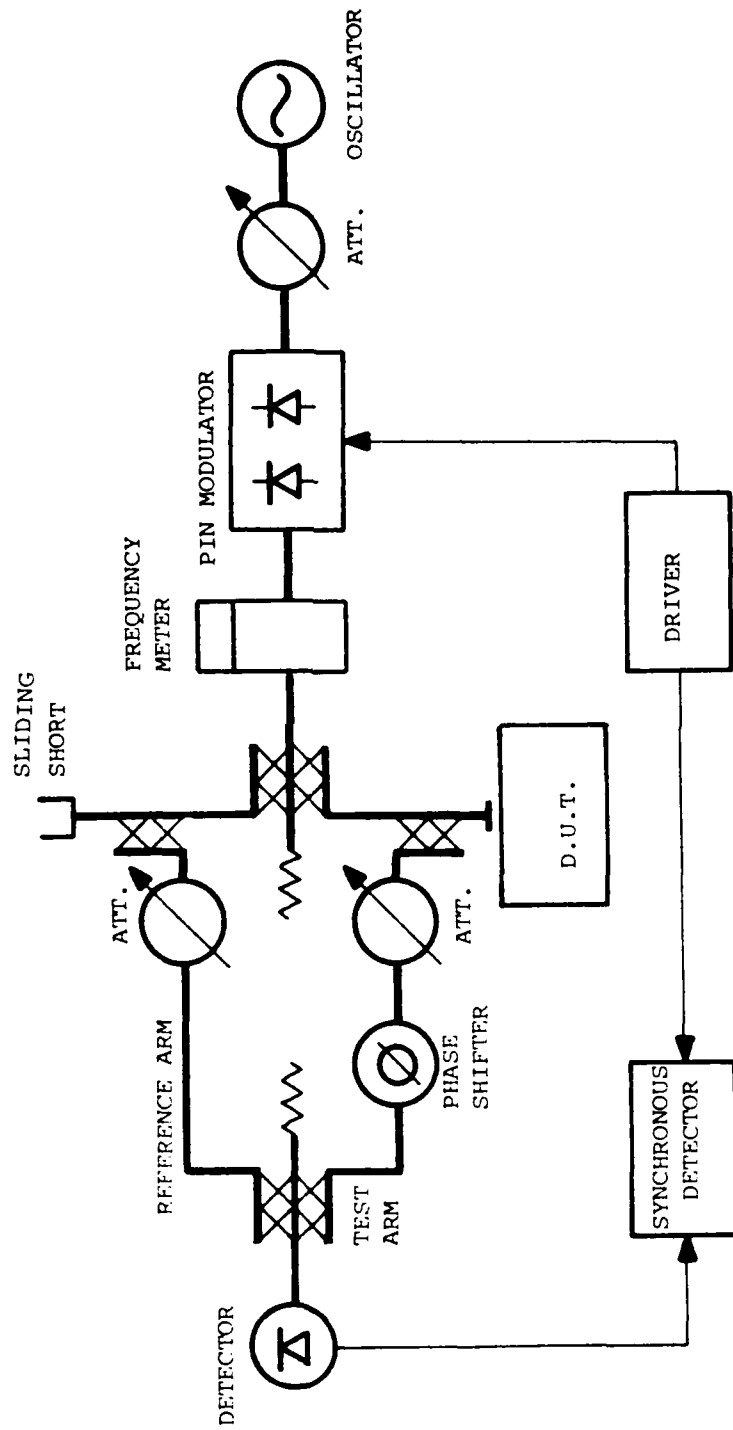 SLIDING
SHORT
FREQUENCY
METER
PIN MODULATOR
ATT.
OSCILLATOR
ATT.
REFERENCE ARM
DETECTOR
TEST
ARM
PHASE
SHIFTER
ATT.
D.U.T.
SYNCHRONOUS
DETECTOR
DRIVER